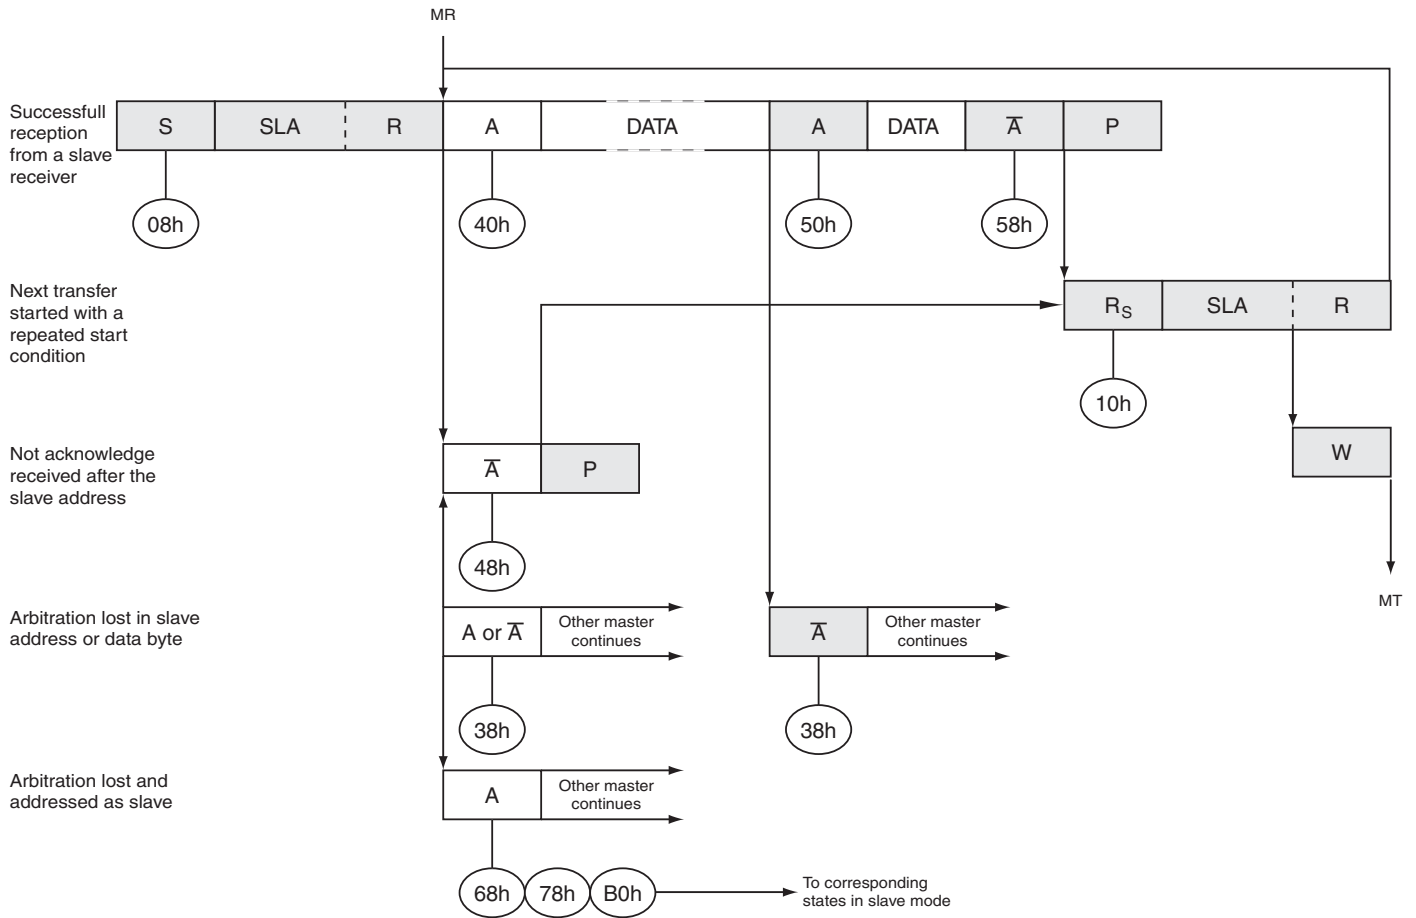 MR
Successfull
reception
from a slave
receiver
S SLA R A DATA A DATA A̅ P
08h 40h 50h 58h
Next transfer
started with a
repeated start
condition
RS SLA R
10h
Not acknowledge
received after the
slave address
A̅ P
W
48h
MT
Arbitration lost in slave
address or data byte
A or A̅ Other master
continues
A̅ Other master
continues
38h 38h
Arbitration lost and
addressed as slave
A Other master
continues
68h 78h B0h To corresponding
states in slave mode